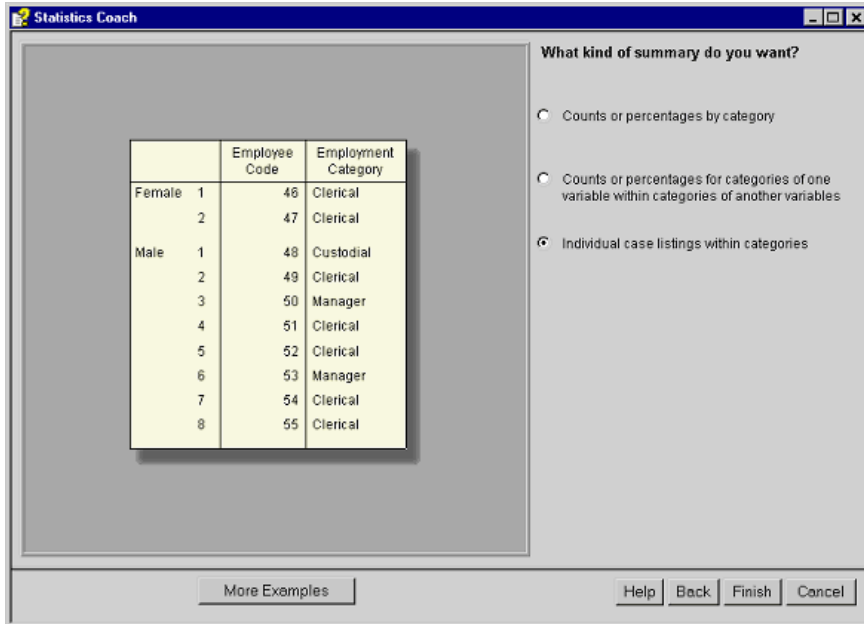 Statistics Coach
What kind of summary do you want?
Counts or percentages by category
Counts or percentages for categories of one
variable within categories of another variables
Individual case listings within categories
Employee Employment
Code Category
Female 1 46 Clerical
2 47 Clerical
Male 1 48 Custodial
2 49 Clerical
3 50 Manager
4 51 Clerical
5 52 Clerical
6 53 Manager
7 54 Clerical
8 55 Clerical
More Examples Help Back Finish Cancel